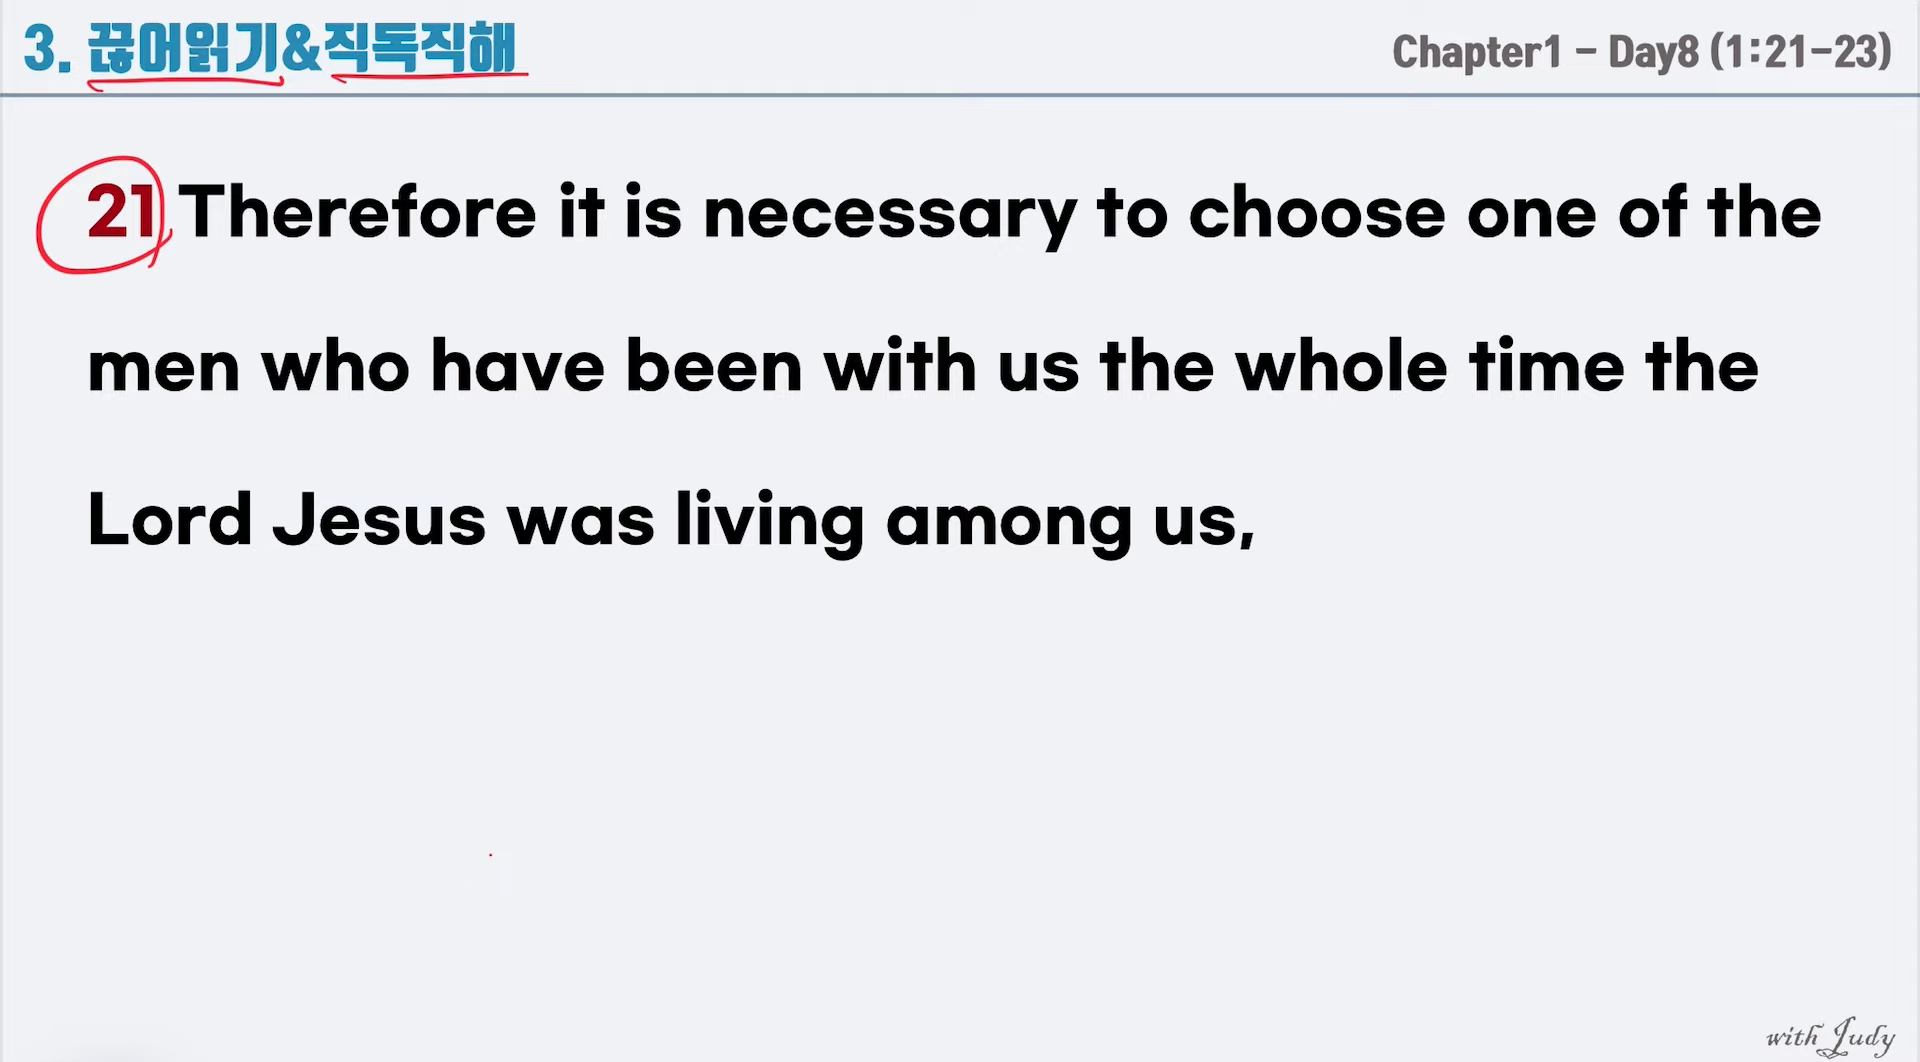 3. 끊어읽기&직독직해
Chapter1 - Day8 (1:21-23)
21 Therefore it is necessary to choose one of the
men who have been with us the whole time the
Lord Jesus was living among us,
with Judy